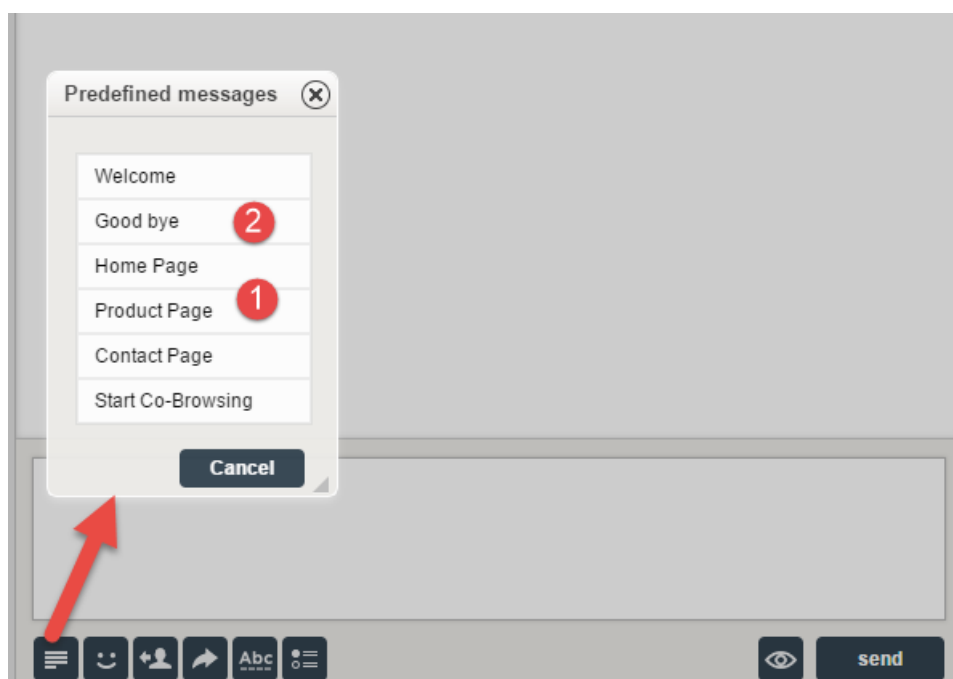 Predefined messages
Welcome
Good bye
2
Home Page
1
Product Page
Contact Page
Start Co-Browsing
Cancel
Abc
send